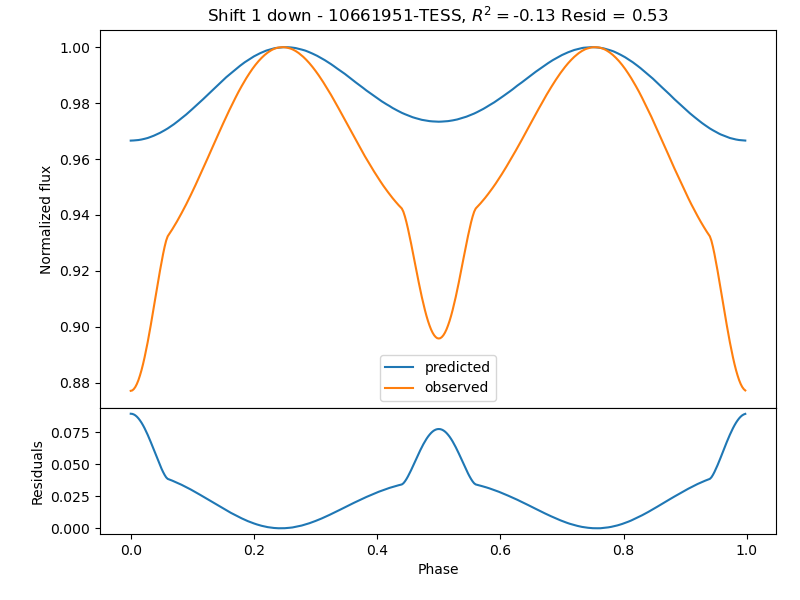 Shift 1 down - 10661951-TESS, $R^2 = $-0.13 Resid = 0.53
Normalized flux
1.00
0.98
0.96
0.94
0.92
0.90
0.88
predicted
observed
Residuals
0.075
0.050
0.025
0.000
0.0 0.2 0.4 0.6 0.8 1.0
Phase